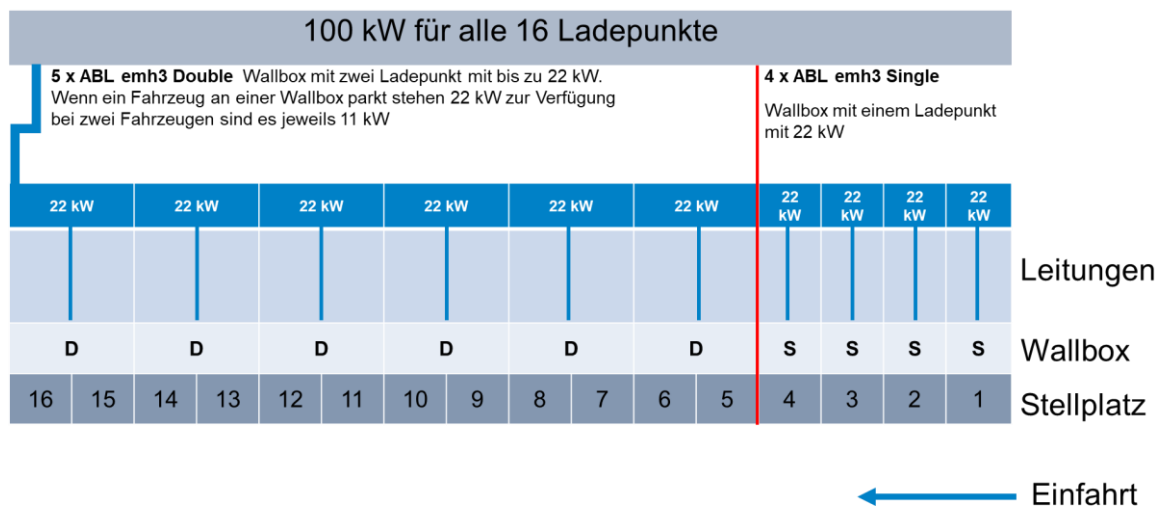 100 kW für alle 16 Ladepunkte
5 x ABL emh3 Double Wallbox mit zwei Ladepunkt mit bis zu 22 kW.
Wenn ein Fahrzeug an einer Wallbox parkt stehen 22 kW zur Verfügung
bei zwei Fahrzeugen sind es jeweils 11 kW
4 x ABL emh3 Single
Wallbox mit einem Ladepunkt
mit 22 kW
22 kW 22 kW 22 kW 22 kW 22 kW 22 kW 22 kW 22 kW 22 kW 22 kW
Leitungen
D D D D D D S S S S Wallbox
16 15 14 13 12 11 10 9 8 7 6 5 4 3 2 1 Stellplatz
Einfahrt